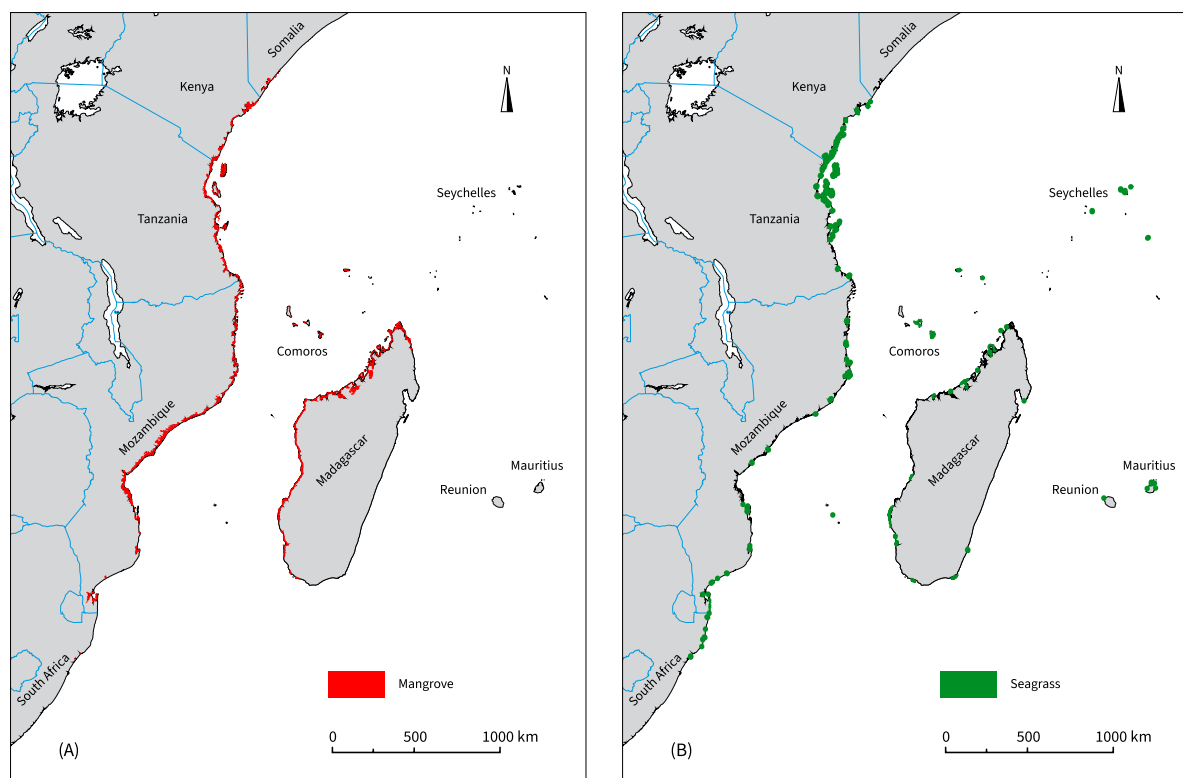 Somalia
Kenya
N
Seychelles
Tanzania
Comoros
Mozambique
Madagascar
Mauritius
Reunion
South Africa
Mangrove
0 500 1000 km
(A)
Somalia
Kenya
N
Seychelles
Tanzania
Comoros
Mozambique
Madagascar
Mauritius
Reunion
South Africa
Seagrass
0 500 1000 km
(B)